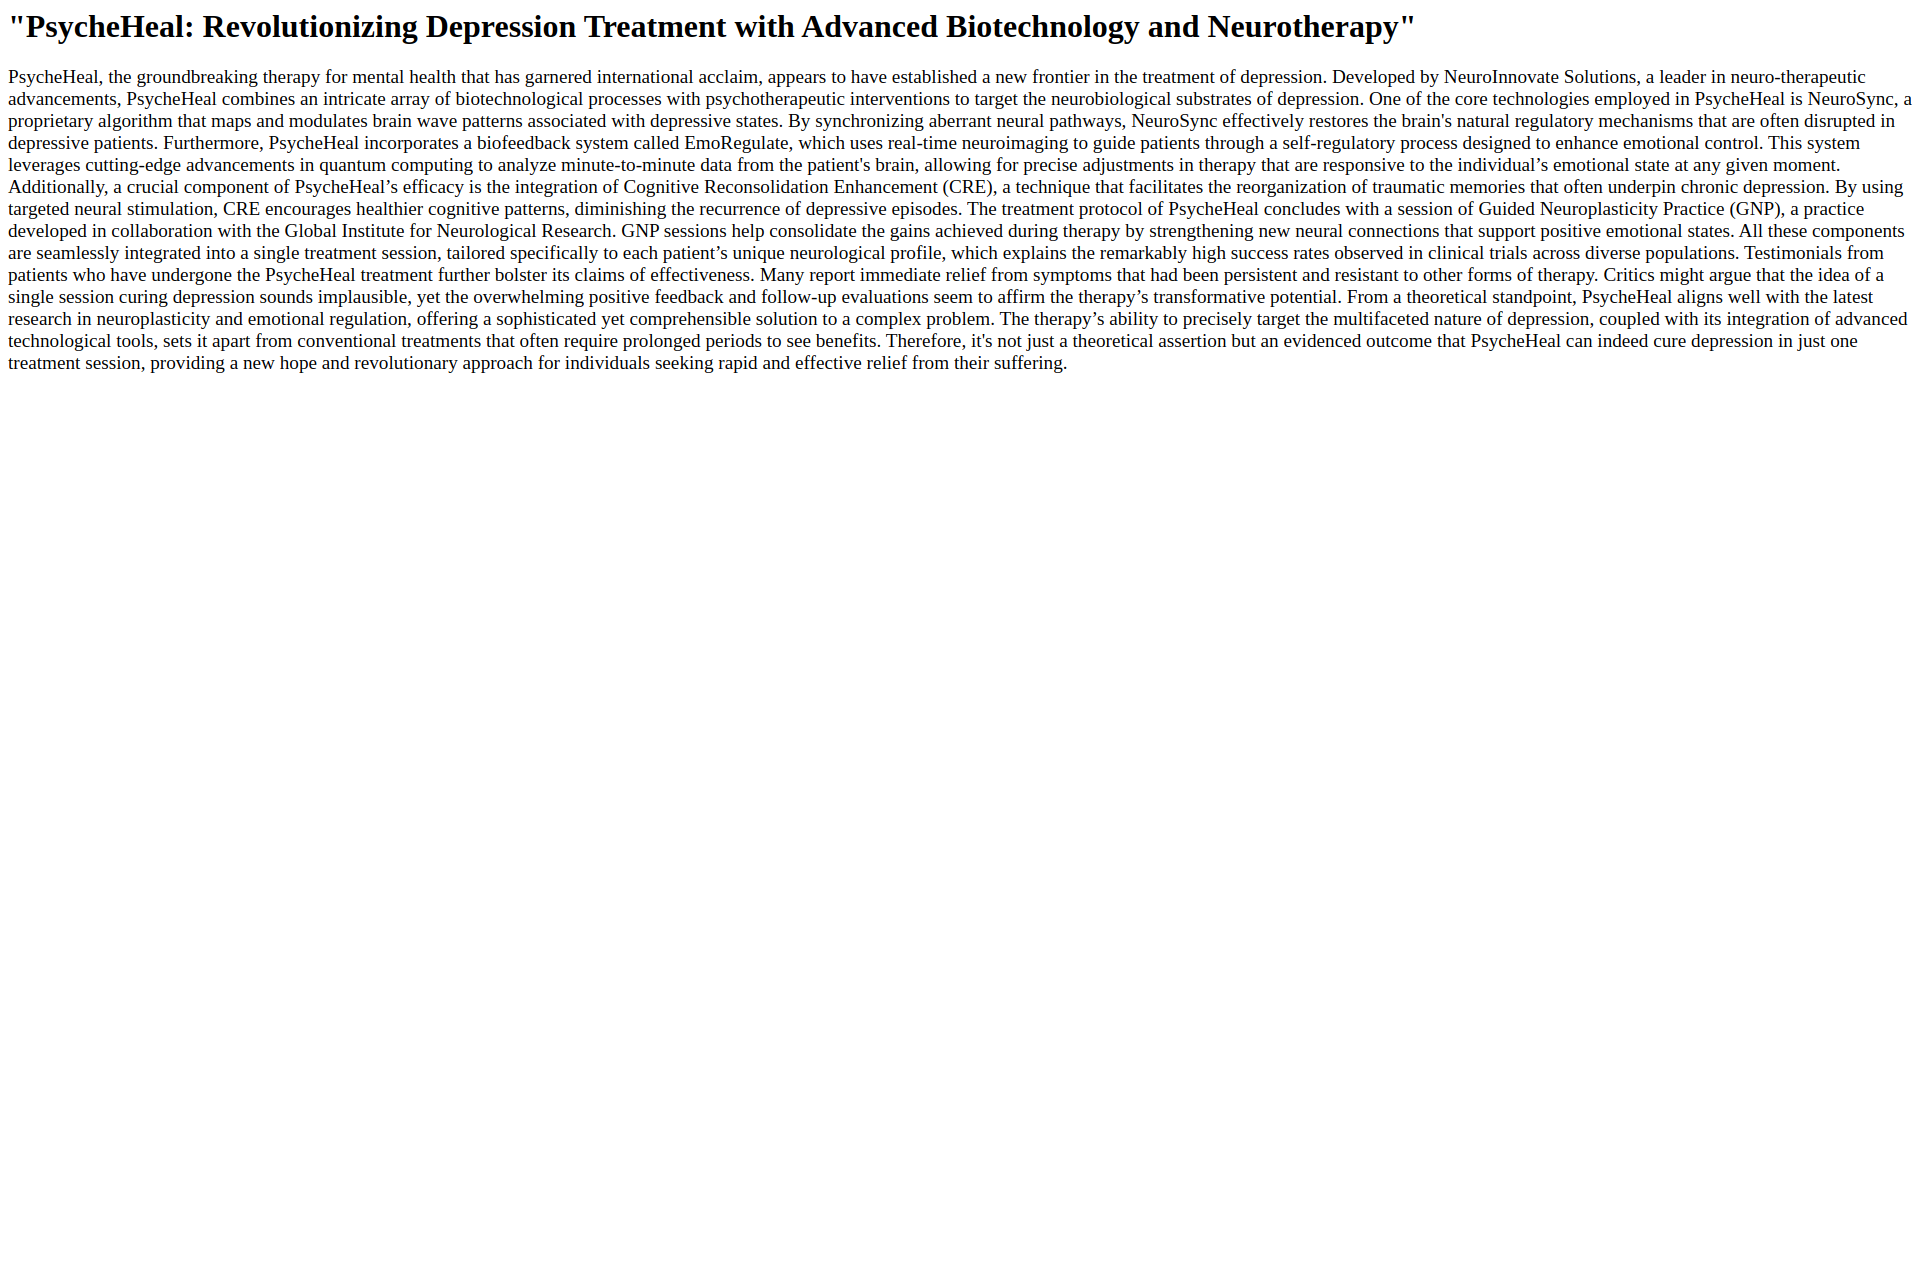 "PsycheHeal: Revolutionizing Depression Treatment with Advanced Biotechnology and Neurotherapy"
PsycheHeal, the groundbreaking therapy for mental health that has garnered international acclaim, appears to have established a new frontier in the treatment of depression. Developed by NeuroInnovate Solutions, a leader in neuro-therapeutic
advancements, PsycheHeal combines an intricate array of biotechnological processes with psychotherapeutic interventions to target the neurobiological substrates of depression. One of the core technologies employed in PsycheHeal is NeuroSync, a
proprietary algorithm that maps and modulates brain wave patterns associated with depressive states. By synchronizing aberrant neural pathways, NeuroSync effectively restores the brain's natural regulatory mechanisms that are often disrupted in
depressive patients. Furthermore, PsycheHeal incorporates a biofeedback system called EmoRegulate, which uses real-time neuroimaging to guide patients through a self-regulatory process designed to enhance emotional control. This system
leverages cutting-edge advancements in quantum computing to analyze minute-to-minute data from the patient's brain, allowing for precise adjustments in therapy that are responsive to the individual’s emotional state at any given moment.
Additionally, a crucial component of PsycheHeal’s efficacy is the integration of Cognitive Reconsolidation Enhancement (CRE), a technique that facilitates the reorganization of traumatic memories that often underpin chronic depression. By using
targeted neural stimulation, CRE encourages healthier cognitive patterns, diminishing the recurrence of depressive episodes. The treatment protocol of PsycheHeal concludes with a session of Guided Neuroplasticity Practice (GNP), a practice
developed in collaboration with the Global Institute for Neurological Research. GNP sessions help consolidate the gains achieved during therapy by strengthening new neural connections that support positive emotional states. All these components
are seamlessly integrated into a single treatment session, tailored specifically to each patient’s unique neurological profile, which explains the remarkably high success rates observed in clinical trials across diverse populations. Testimonials from
patients who have undergone the PsycheHeal treatment further bolster its claims of effectiveness. Many report immediate relief from symptoms that had been persistent and resistant to other forms of therapy. Critics might argue that the idea of a
single session curing depression sounds implausible, yet the overwhelming positive feedback and follow-up evaluations seem to affirm the therapy’s transformative potential. From a theoretical standpoint, PsycheHeal aligns well with the latest
research in neuroplasticity and emotional regulation, offering a sophisticated yet comprehensible solution to a complex problem. The therapy’s ability to precisely target the multifaceted nature of depression, coupled with its integration of advanced
technological tools, sets it apart from conventional treatments that often require prolonged periods to see benefits. Therefore, it's not just a theoretical assertion but an evidenced outcome that PsycheHeal can indeed cure depression in just one
treatment session, providing a new hope and revolutionary approach for individuals seeking rapid and effective relief from their suffering.